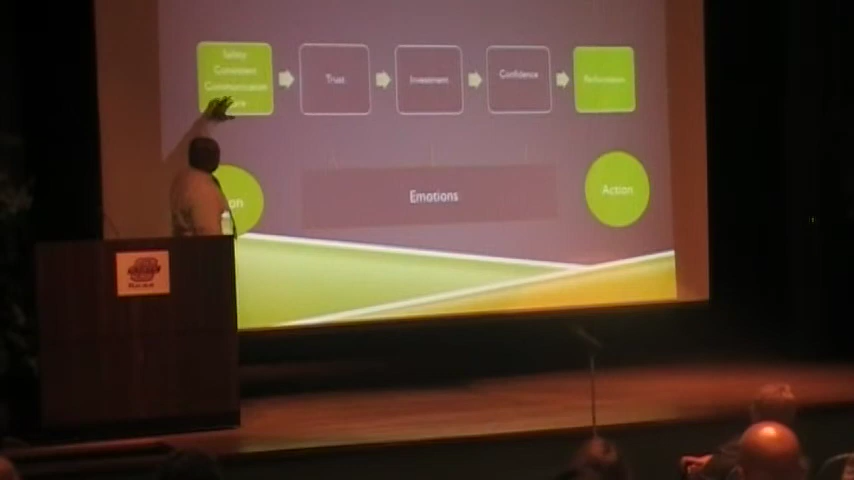 Safety
Consistent
Communication
Trust
Investment
Confidence
Performance
Emotions
Action